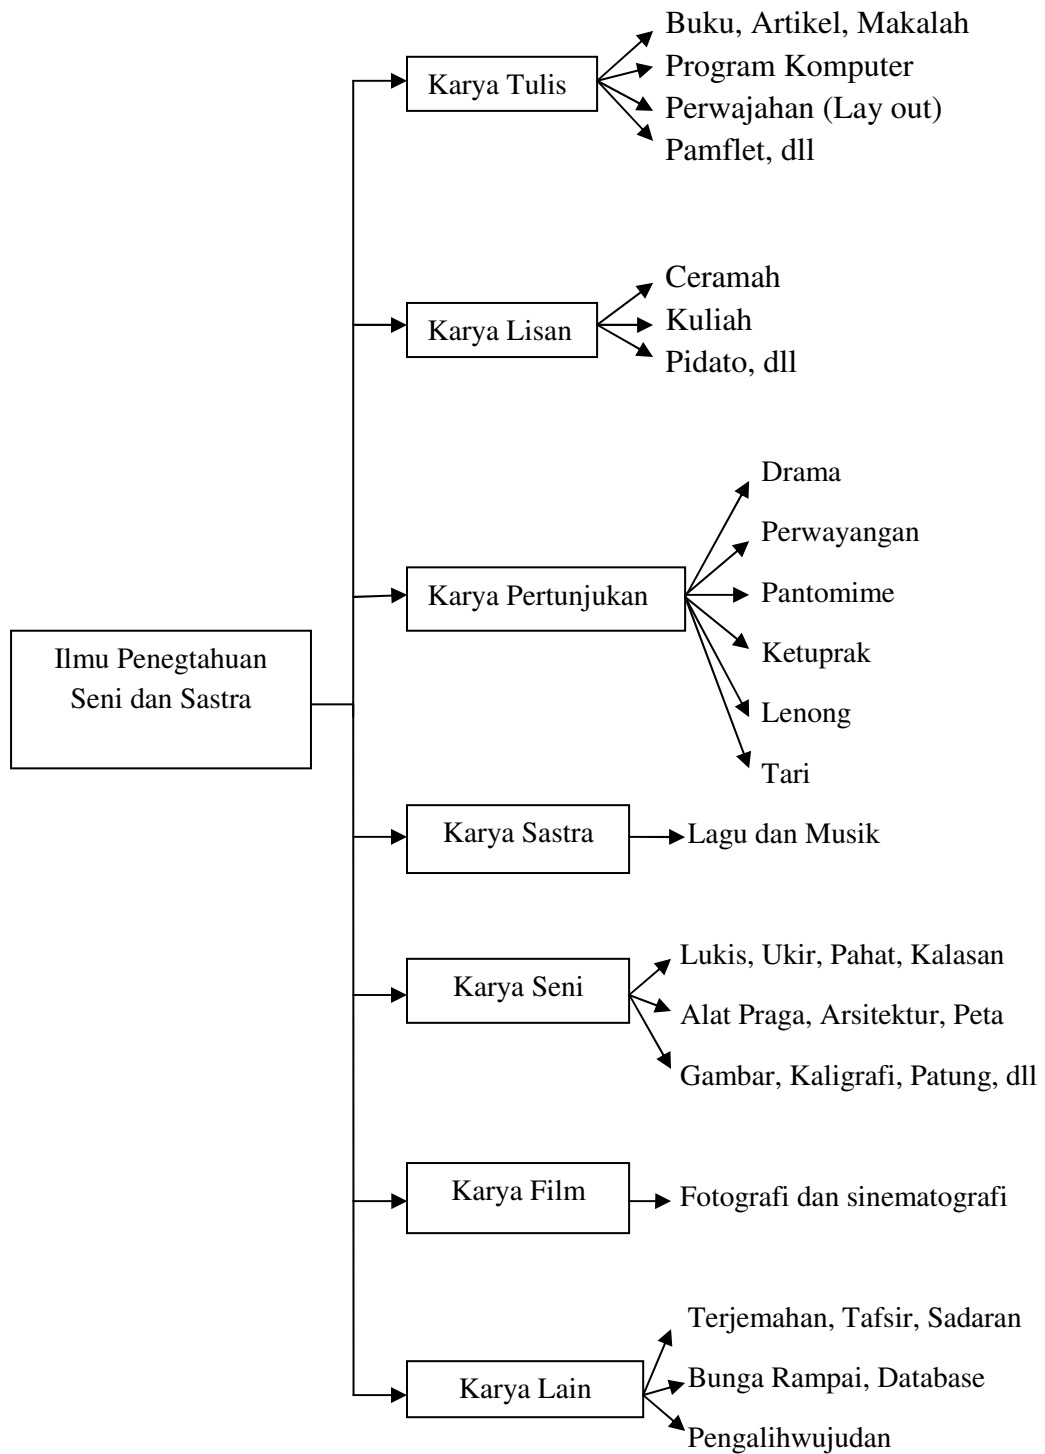 Buku, Artikel, Makalah
Karya Tulis
Program Komputer
Perwajahan (Lay out)
Pamflet, dll
Ceramah
Karya Lisan
Kuliah
Pidato, dll
Drama
Perwayangan
Karya Pertunjukan
Pantomime
Ketuprak
Lenong
Tari
Ilmu Penegtahuan
Seni dan Sastra
Karya Sastra
Lagu dan Musik
Karya Seni
Lukis, Ukir, Pahat, Kalasan
Alat Praga, Arsitektur, Peta
Gambar, Kaligrafi, Patung, dll
Karya Film
Fotografi dan sinematografi
Karya Lain
Terjemahan, Tafsir, Sadaran
Bunga Rampai, Database
Pengalihwujudan